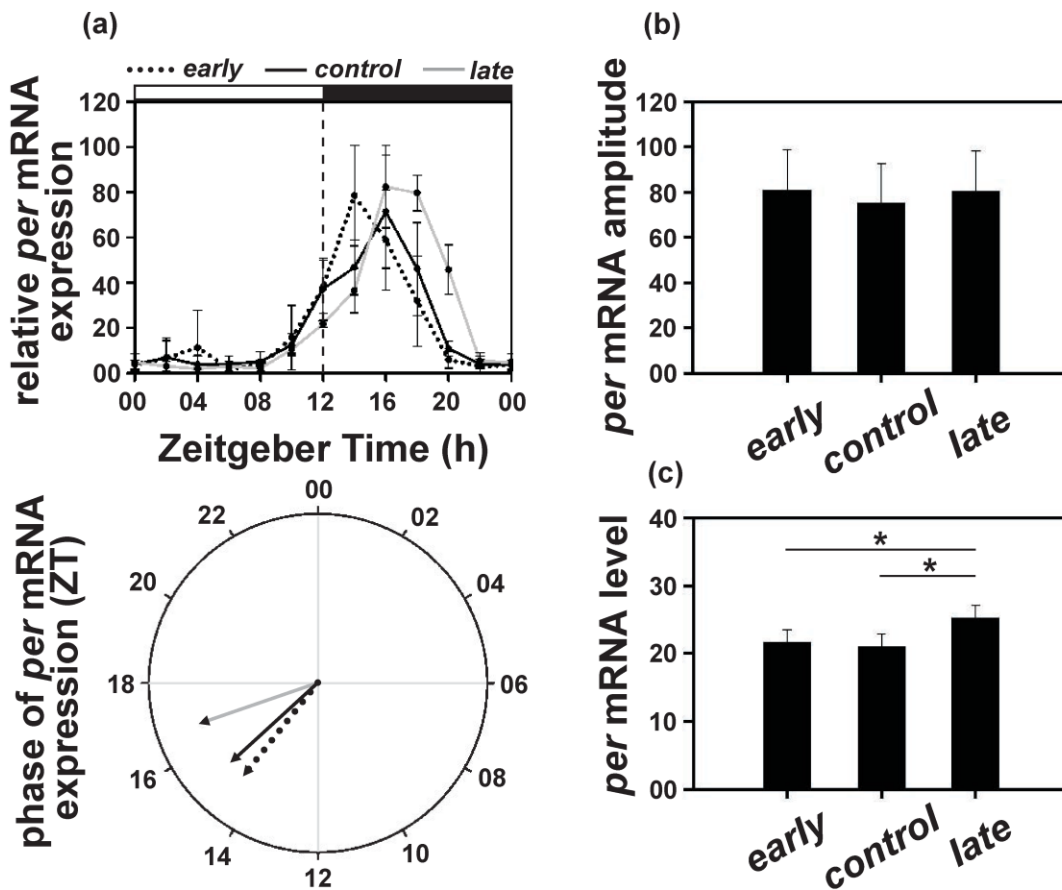 (a)
early control late
relative per mRNA
expression
120
100
80
60
40
20
00
00 04 08 12 16 20 00
Zeitgeber Time (h)
phase of per mRNA
expression (ZT)
00
02
04
06
08
10
12
14
16
18
20
22
(b)
per mRNA amplitude
120
100
80
60
40
20
00
early control late
(c)
per mRNA level
40
30
20
10
00
*
*
early control late